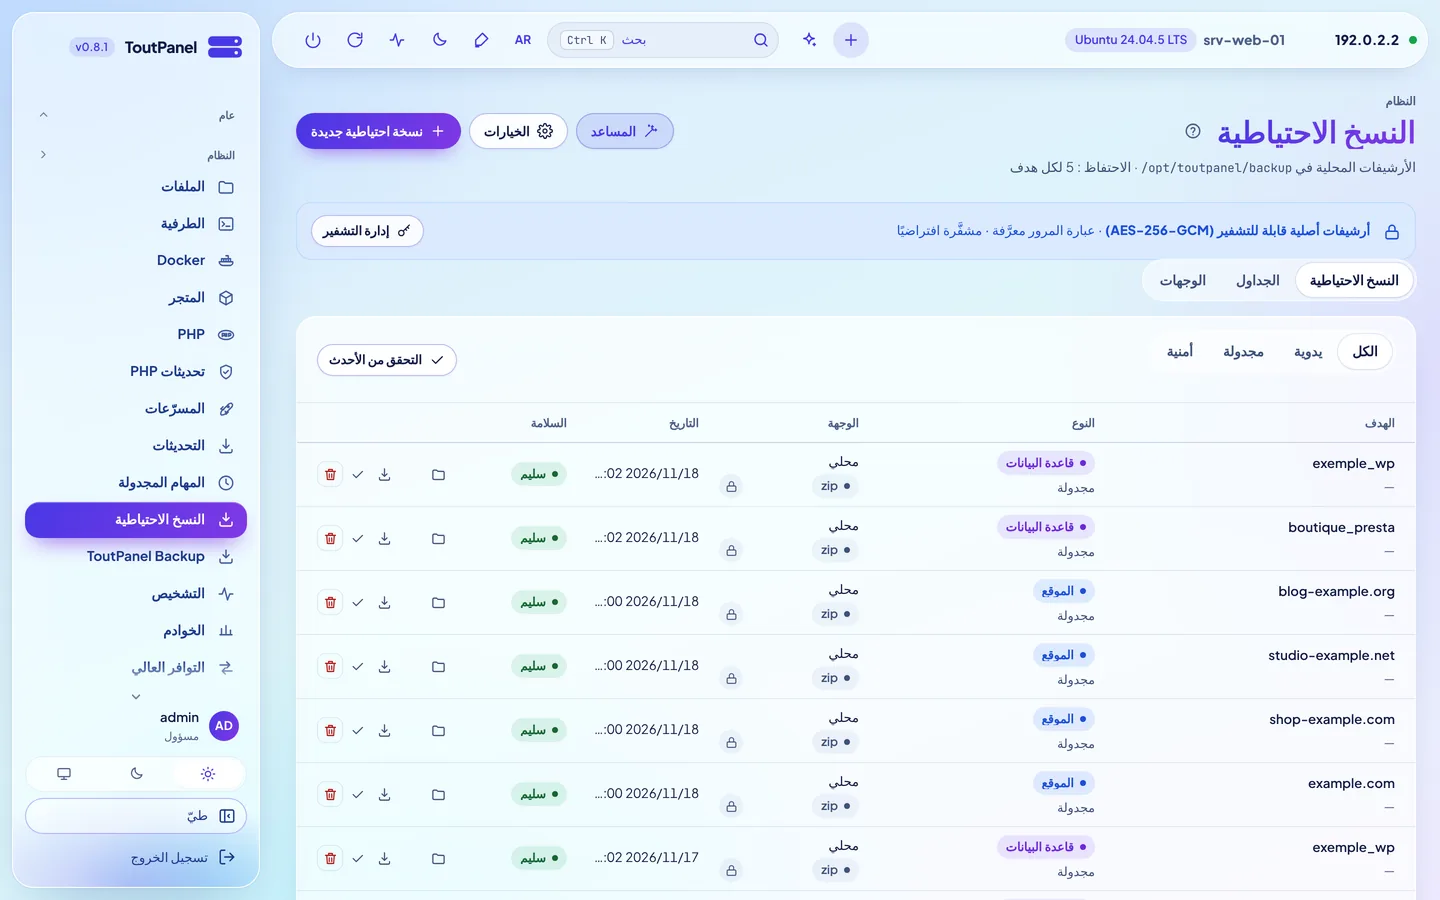 192.0.2.2
srv-web-01
Ubuntu 24.04.5 LTS
بحث
Ctrl K
AR
ToutPanel
v0.8.1
عام
النظام
الملفات
الطرفية
Docker
المتجر
PHP
تحديثات PHP
المسرّعات
التحديثات
المهام المجدولة
النسخ الاحتياطية
ToutPanel Backup
التشخيص
الخوادم
التوافر العالي
AD
admin
مسؤول
طيّ
تسجيل الخروج
النظام
النسخ الاحتياطية
الأرشيفات المحلية في /opt/toutpanel/backup · الاحتفاظ : 5 لكل هدف
المساعد
الخيارات
نسخة احتياطية جديدة
أرشيفات أصلية قابلة للتشفير (AES-256-GCM) · عبارة المرور معرَّفة · مشفَّرة افتراضيًا
إدارة التشفير
النسخ الاحتياطية
الجداول
الوجهات
الكل
يدوية
مجدولة
أمنية
التحقق من الأحدث
الهدف
النوع
الوجهة
التاريخ
السلامة
exemple_wp
—
قاعدة البيانات
مجدولة
محلي
zip
2026/11/18 02:…
سليم
boutique_presta
—
قاعدة البيانات
مجدولة
محلي
zip
2026/11/18 02:…
سليم
blog-example.org
—
الموقع
مجدولة
محلي
zip
2026/11/18 00:…
سليم
studio-example.net
—
الموقع
مجدولة
محلي
zip
2026/11/18 00:…
سليم
shop-example.com
—
الموقع
مجدولة
محلي
zip
2026/11/18 00:…
سليم
example.com
—
الموقع
مجدولة
محلي
zip
2026/11/18 00:…
سليم
exemple_wp
—
قاعدة البيانات
مجدولة
محلي
zip
2026/11/17 02:…
سليم